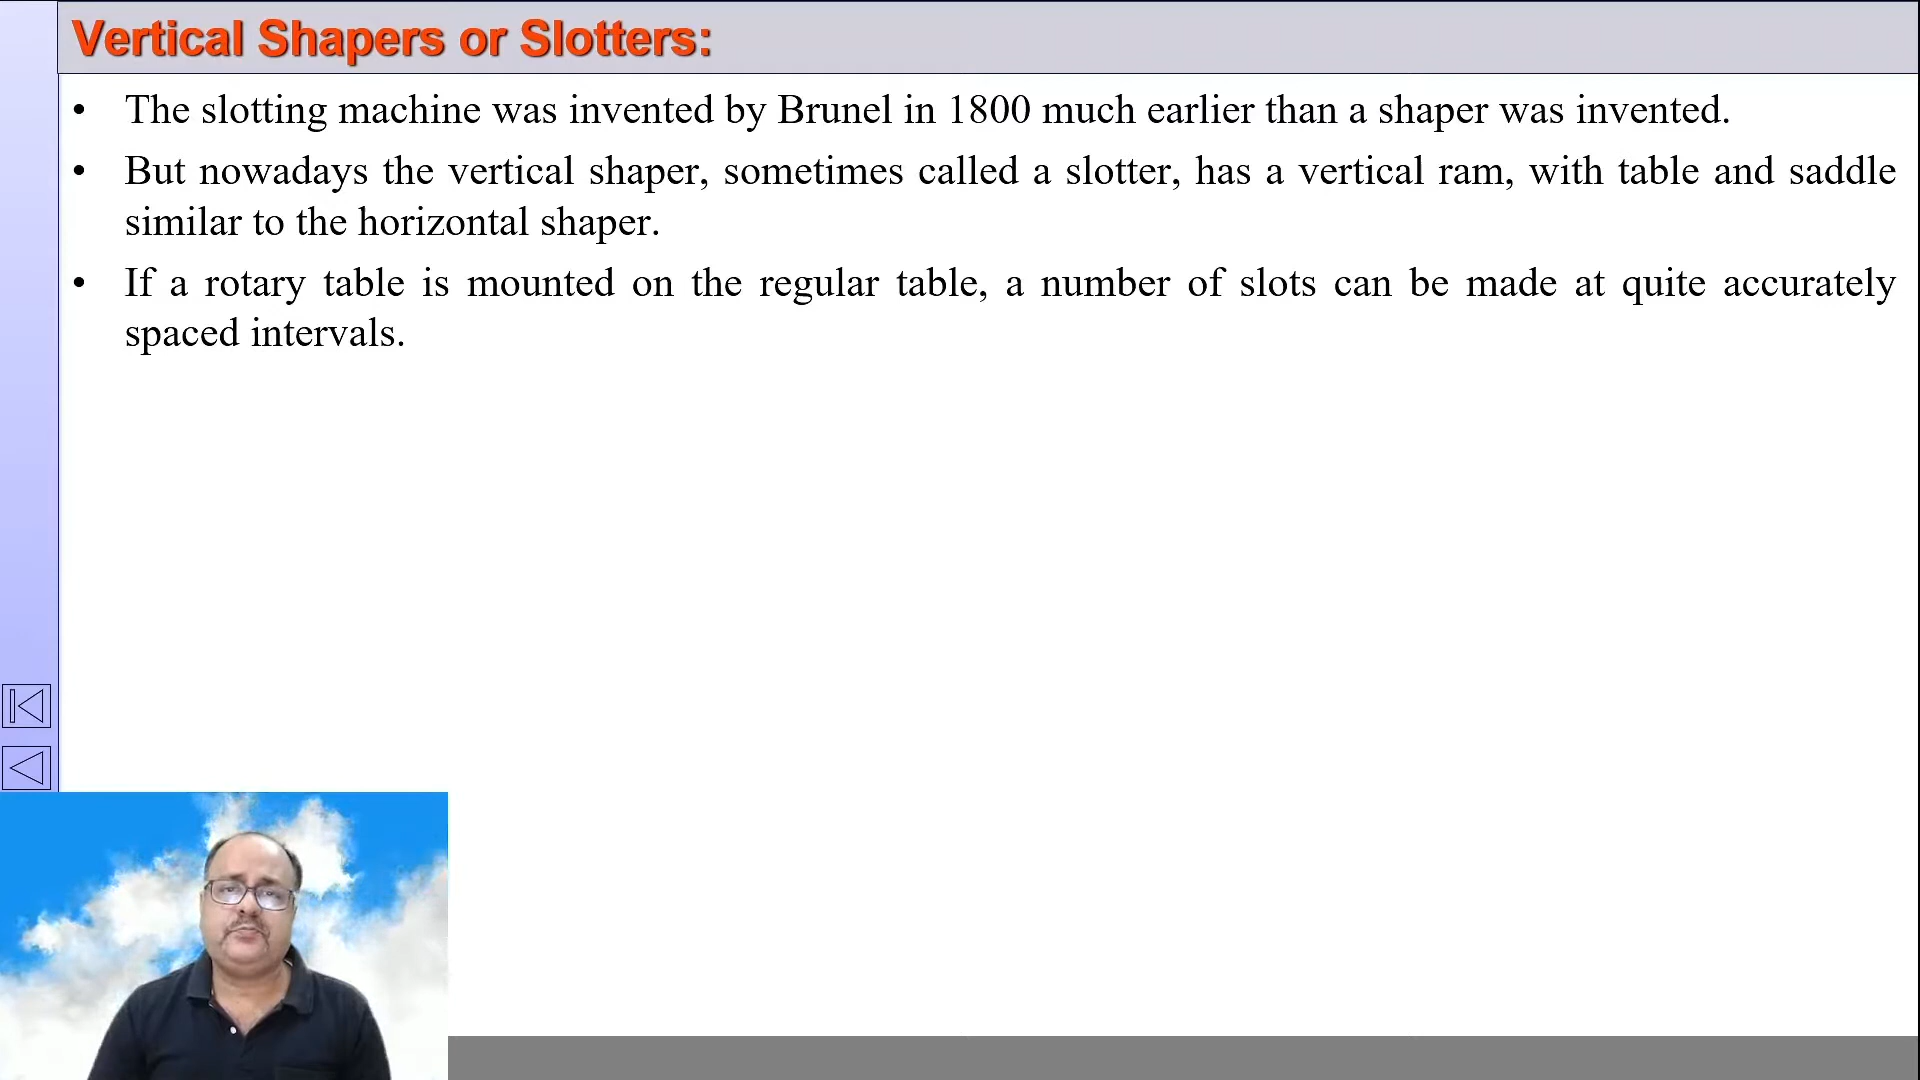 Vertical Shapers or Slotters:
• The slotting machine was invented by Brunel in 1800 much earlier than a shaper was invented.
• But nowadays the vertical shaper, sometimes called a slotter, has a vertical ram, with table and saddle
similar to the horizontal shaper.
• If a rotary table is mounted on the regular table, a number of slots can be made at quite accurately
spaced intervals.